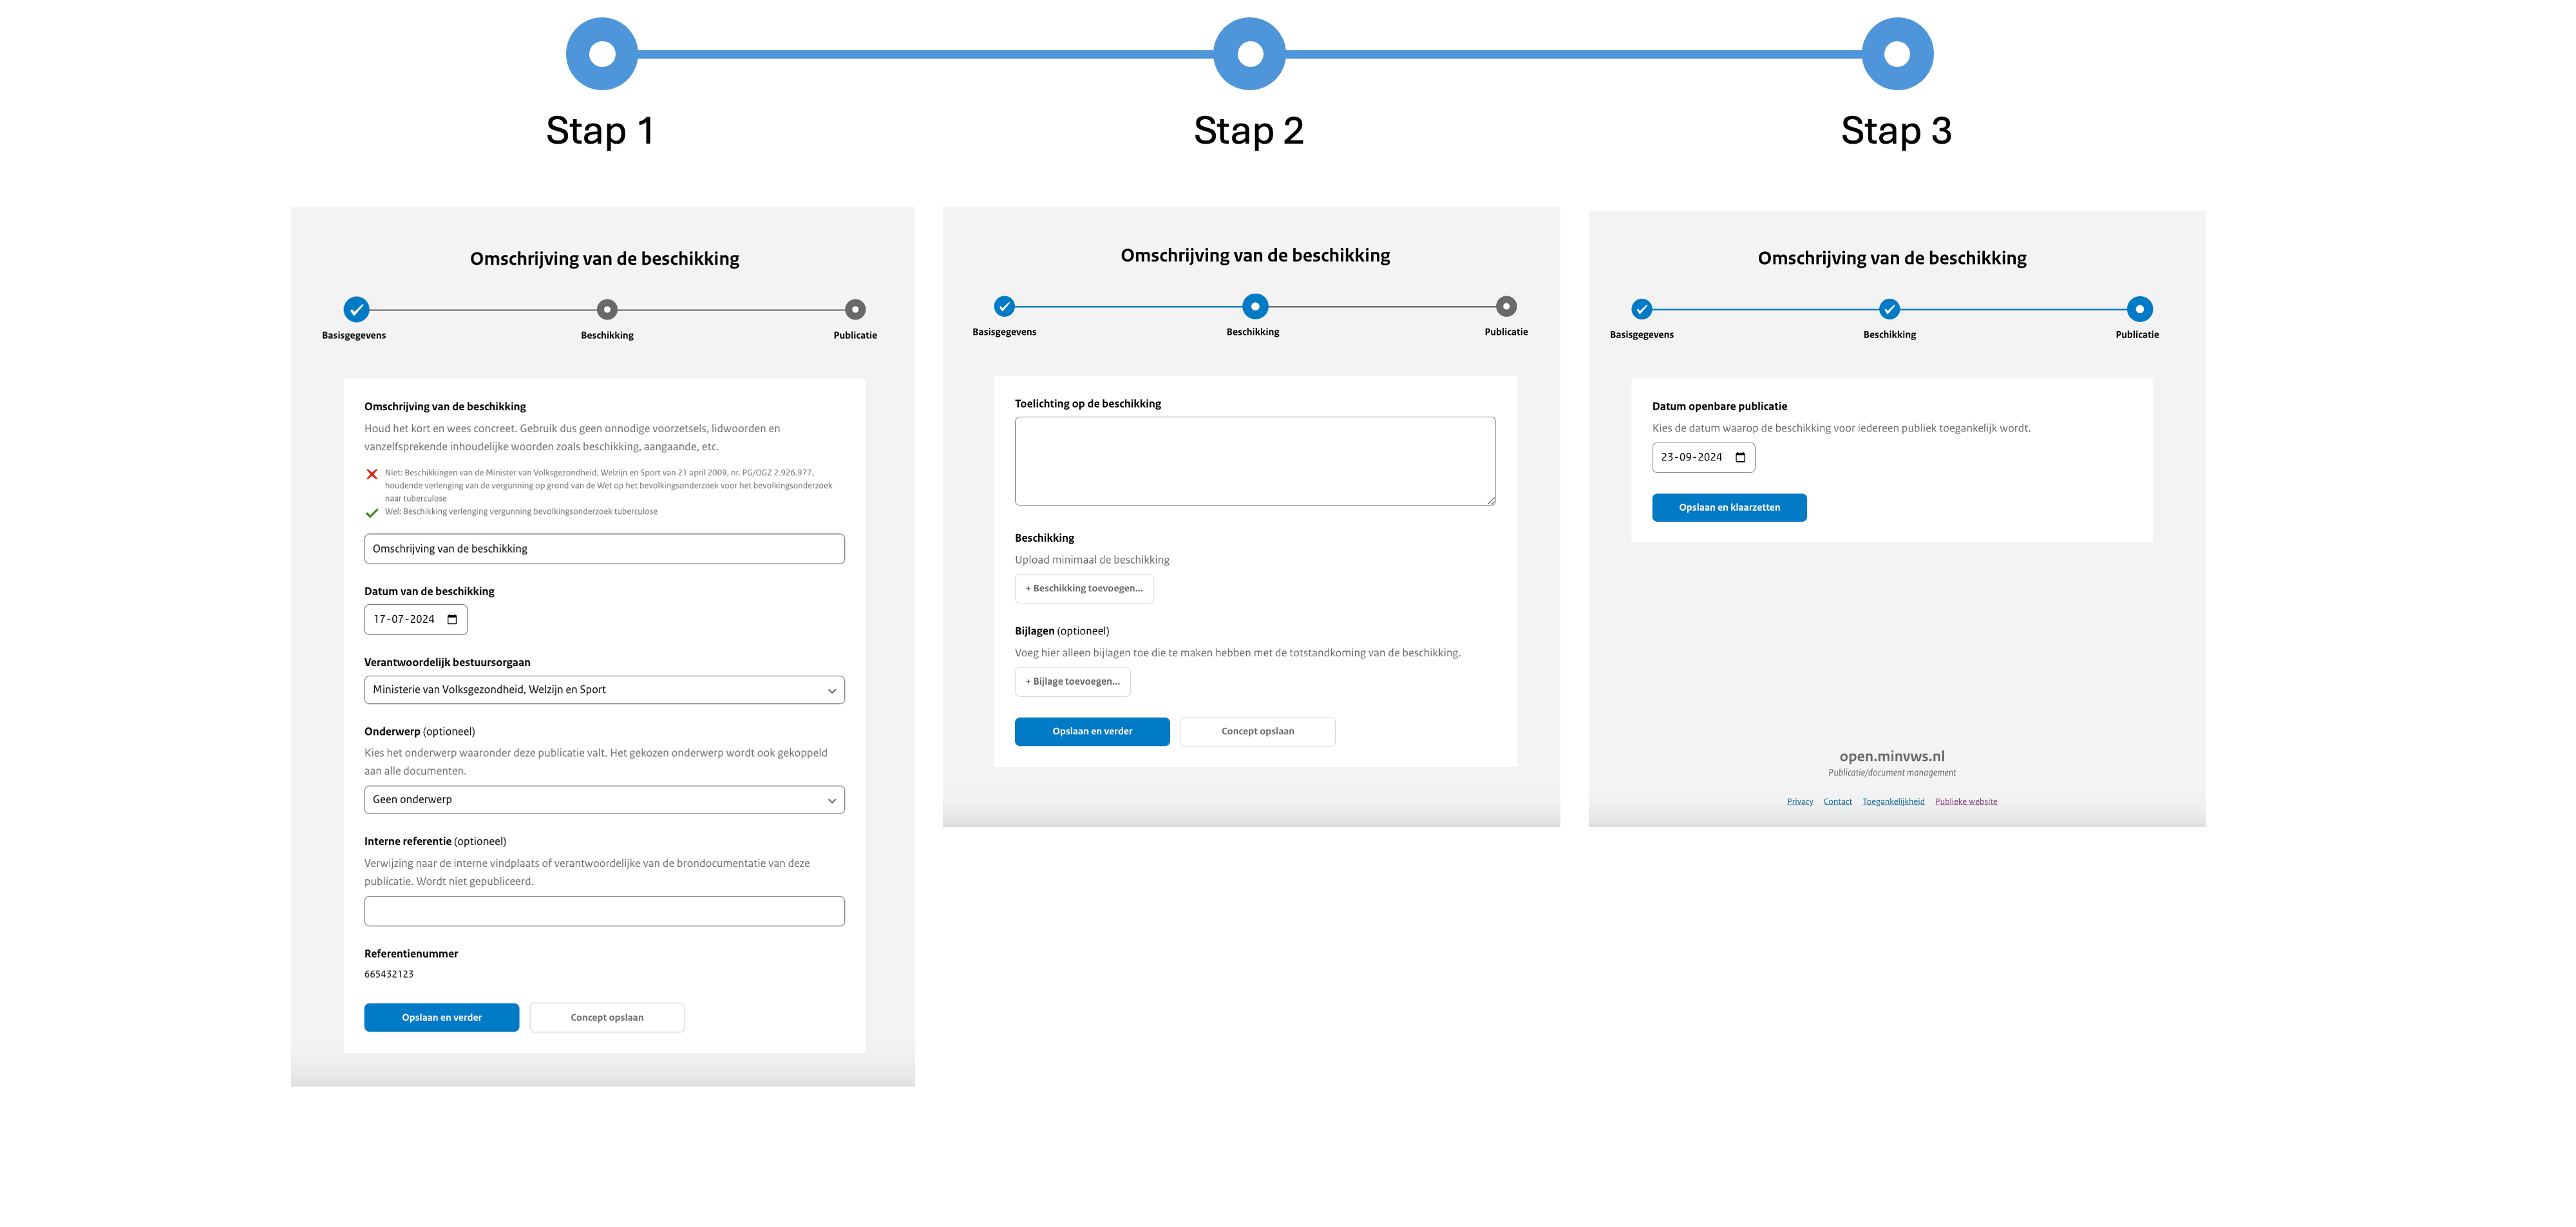 Stap 1
Stap 2
Stap 3
Omschrijving van de beschikking
Basisgegevens
Beschikking
Publicatie
Omschrijving van de beschikking
Houd het kort en wees concreet. Gebruik dus geen onnodige voorzetsels, lidwoorden en
vanzelfsprekende inhoudelijke woorden zoals beschikking, aangaande, etc.
Niet: Beschikkingen van de Minister van Volksgezondheid, Welzijn en Sport van 21 april 2009, nr. PG/OGZ 2.926.977,
houdende verlenging van de vergunning op grond van de Wet op het bevolkingsonderzoek voor het bevolkingsonderzoek
naar tuberculose
Wel: Beschikking verlenging vergunning bevolkingsonderzoek tuberculose
Omschrijving van de beschikking
Datum van de beschikking
17-07-2024
Verantwoordelijk bestuursorgaan
Ministerie van Volksgezondheid, Welzijn en Sport
Onderwerp (optioneel)
Kies het onderwerp waaronder deze publicatie valt. Het gekozen onderwerp wordt ook gekoppeld
aan alle documenten.
Geen onderwerp
Interne referentie (optioneel)
Verwijzing naar de interne vindplaats of verantwoordelijke van de brondocumentatie van deze
publicatie. Wordt niet gepubliceerd.
Referentienummer
665432123
Opslaan en verder
Concept opslaan
Omschrijving van de beschikking
Basisgegevens
Beschikking
Publicatie
Toelichting op de beschikking
Beschikking
Upload minimaal de beschikking
+ Beschikking toevoegen...
Bijlagen (optioneel)
Voeg hier alleen bijlagen toe die te maken hebben met de totstandkoming van de beschikking.
+ Bijlage toevoegen...
Opslaan en verder
Concept opslaan
Omschrijving van de beschikking
Basisgegevens
Beschikking
Publicatie
Datum openbare publicatie
Kies de datum waarop de beschikking voor iedereen publiek toegankelijk wordt.
23-09-2024
Opslaan en klaarzetten
open.minvws.nl
Publicatie/document management
Privacy
Contact
Toegankelijkheid
Publieke website